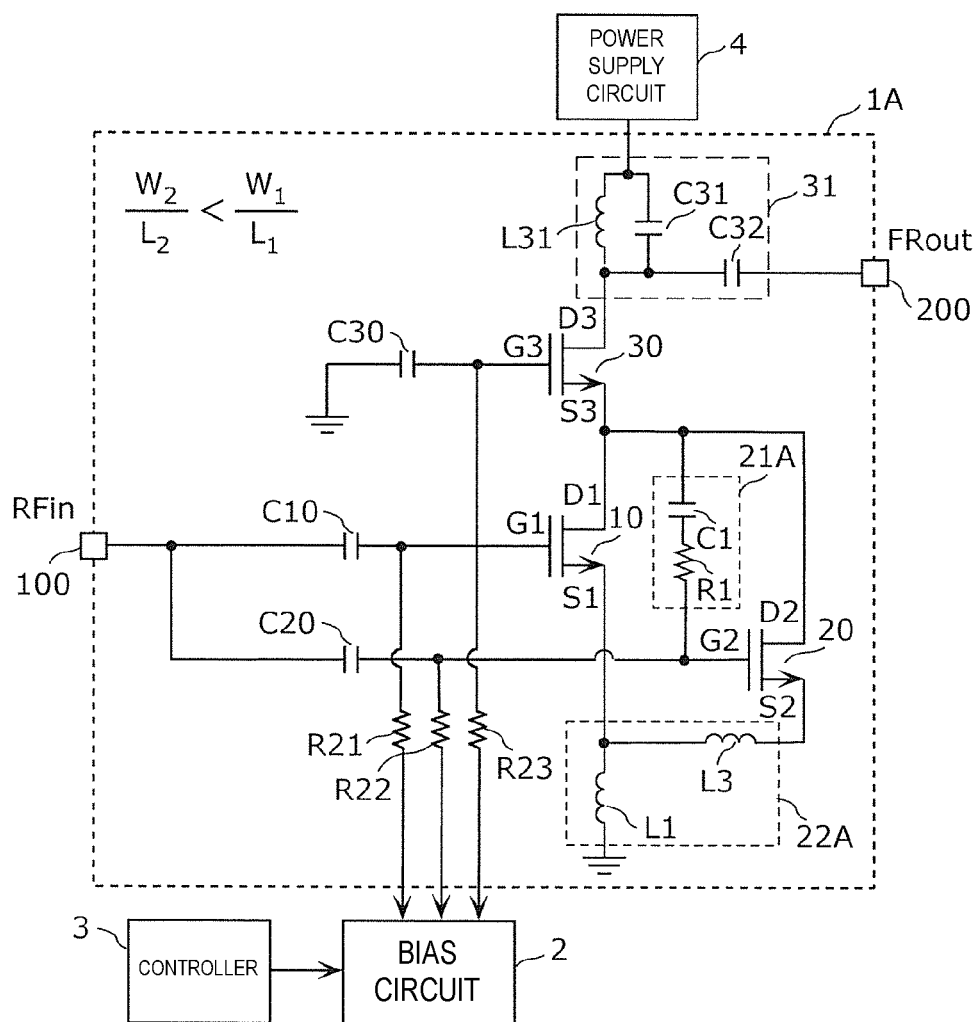 POWER
SUPPLY
CIRCUIT
4
1A
W2
L2
<
W1
L1
L31
C31
C32
31
FRout
200
C30
G3
D3
30
S3
RFin
100
C10
G1
D1
10
S1
21A
C1
R1
C20
G2
D2
20
S2
R21
R22
R23
L3
L1
22A
3
CONTROLLER
BIAS
CIRCUIT
2